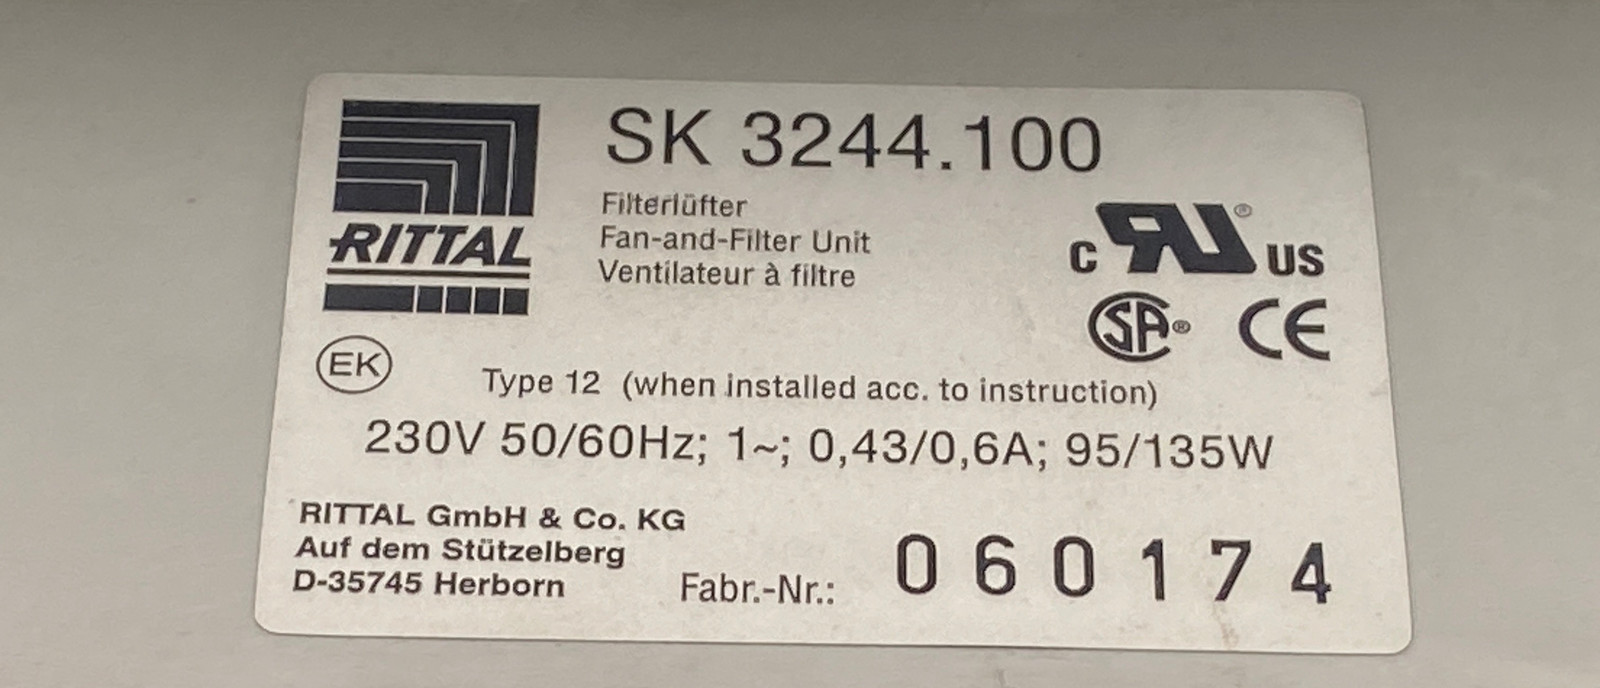 SK 3244.100
RITTAL
Filterlüfter
Fan-and-Filter Unit
Ventilateur à filtre
c RU ® US
SA ® CE
EK
Type 12 (when installed acc. to instruction)
230V 50/60Hz; 1~; 0,43/0,6A; 95/135W
RITTAL GmbH & Co. KG
Auf dem Stützelberg
D-35745 Herborn
Fabr.-Nr.: 060174